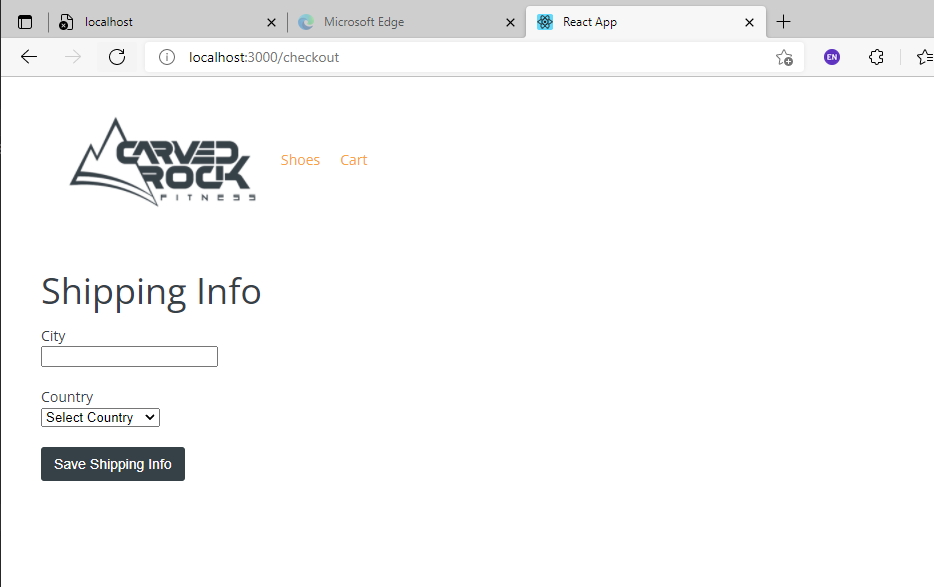 localhost
Microsoft Edge
React App
localhost:3000/checkout
EN
CARVED
ROCK
FITNESS
Shoes
Cart
Shipping Info
City
Country
Select Country
Save Shipping Info